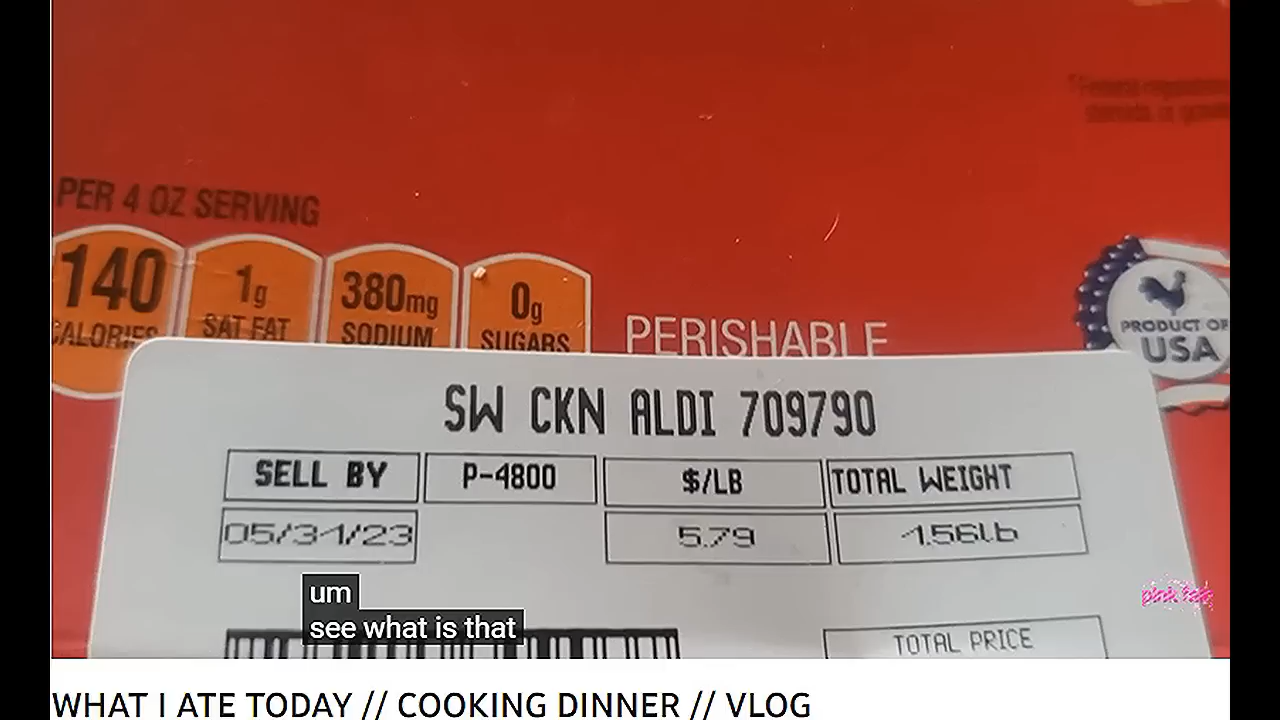 PER 4 OZ SERVING
140
CALORIES
1g
SAT FAT
380mg
SODIUM
0g
SUGARS
PERISHABLE
PRODUCT OF
USA
SW CKN ALDI 709790
SELL BY P-4800 $/LB TOTAL WEIGHT
05/31/23 5.79 1.56lb
um
see what is that
TOTAL PRICE
WHAT I ATE TODAY // COOKING DINNER // VLOG